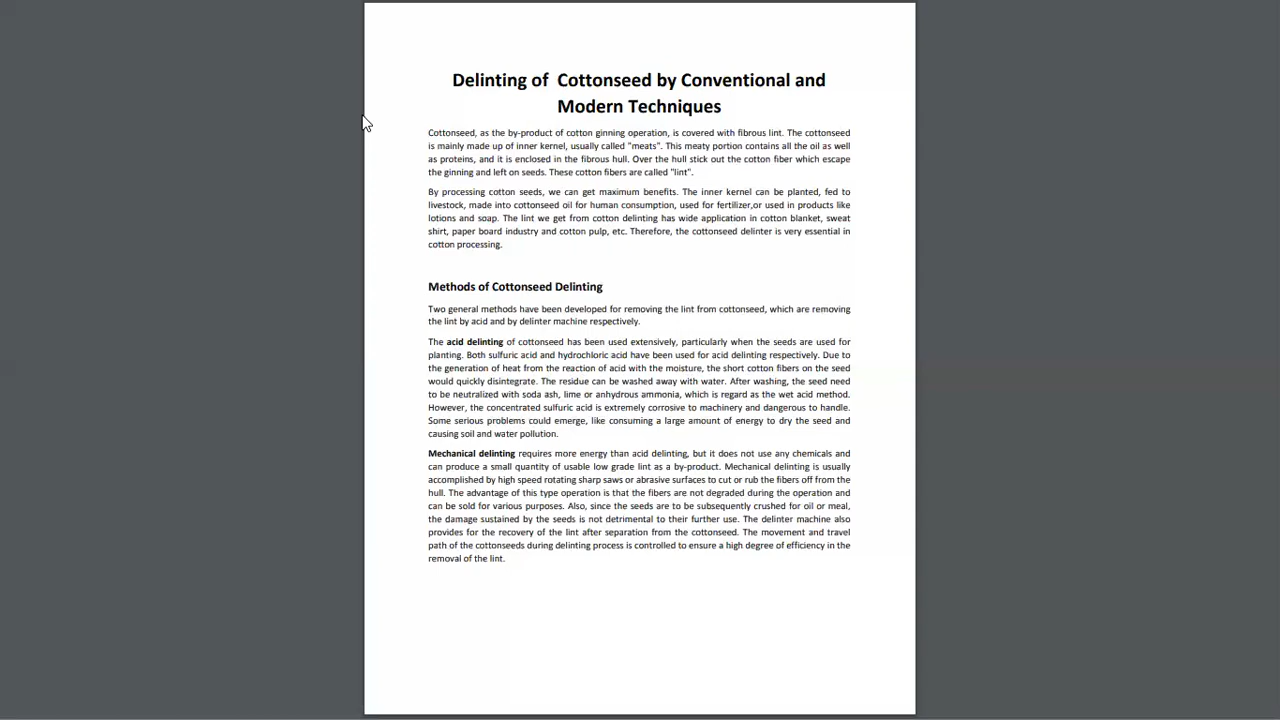 Delinting of  Cottonseed by Conventional and
Modern Techniques
Cottonseed, as the by-product of cotton ginning operation, is covered with fibrous lint. The cottonseed
is mainly made up of inner kernel, usually called "meats". This meaty portion contains all the oil as well
as proteins, and it is enclosed in the fibrous hull. Over the hull stick out the cotton fiber which escape
the ginning and left on seeds. These cotton fibers are called "lint".
By processing cotton seeds, we can get maximum benefits. The inner kernel can be planted, fed to
livestock, made into cottonseed oil for human consumption, used for fertilizer,or used in products like
lotions and soap. The lint we get from cotton delinting has wide application in cotton blanket, sweat
shirt, paper board industry and cotton pulp, etc. Therefore, the cottonseed delinter is very essential in
cotton processing.
Methods of Cottonseed Delinting
Two general methods have been developed for removing the lint from cottonseed, which are removing
the lint by acid and by delinter machine respectively.
The acid delinting of cottonseed has been used extensively, particularly when the seeds are used for
planting. Both sulfuric acid and hydrochloric acid have been used for acid delinting respectively. Due to
the generation of heat from the reaction of acid with the moisture, the short cotton fibers on the seed
would quickly disintegrate. The residue can be washed away with water. After washing, the seed need
to be neutralized with soda ash, lime or anhydrous ammonia, which is regard as the wet acid method.
However, the concentrated sulfuric acid is extremely corrosive to machinery and dangerous to handle.
Some serious problems could emerge, like consuming a large amount of energy to dry the seed and
causing soil and water pollution.
Mechanical delinting requires more energy than acid delinting, but it does not use any chemicals and
can produce a small quantity of usable low grade lint as a by-product. Mechanical delinting is usually
accomplished by high speed rotating sharp saws or abrasive surfaces to cut or rub the fibers off from the
hull. The advantage of this type operation is that the fibers are not degraded during the operation and
can be sold for various purposes. Also, since the seeds are to be subsequently crushed for oil or meal,
the damage sustained by the seeds is not detrimental to their further use. The delinter machine also
provides for the recovery of the lint after separation from the cottonseed. The movement and travel
path of the cottonseeds during delinting process is controlled to ensure a high degree of efficiency in the
removal of the lint.